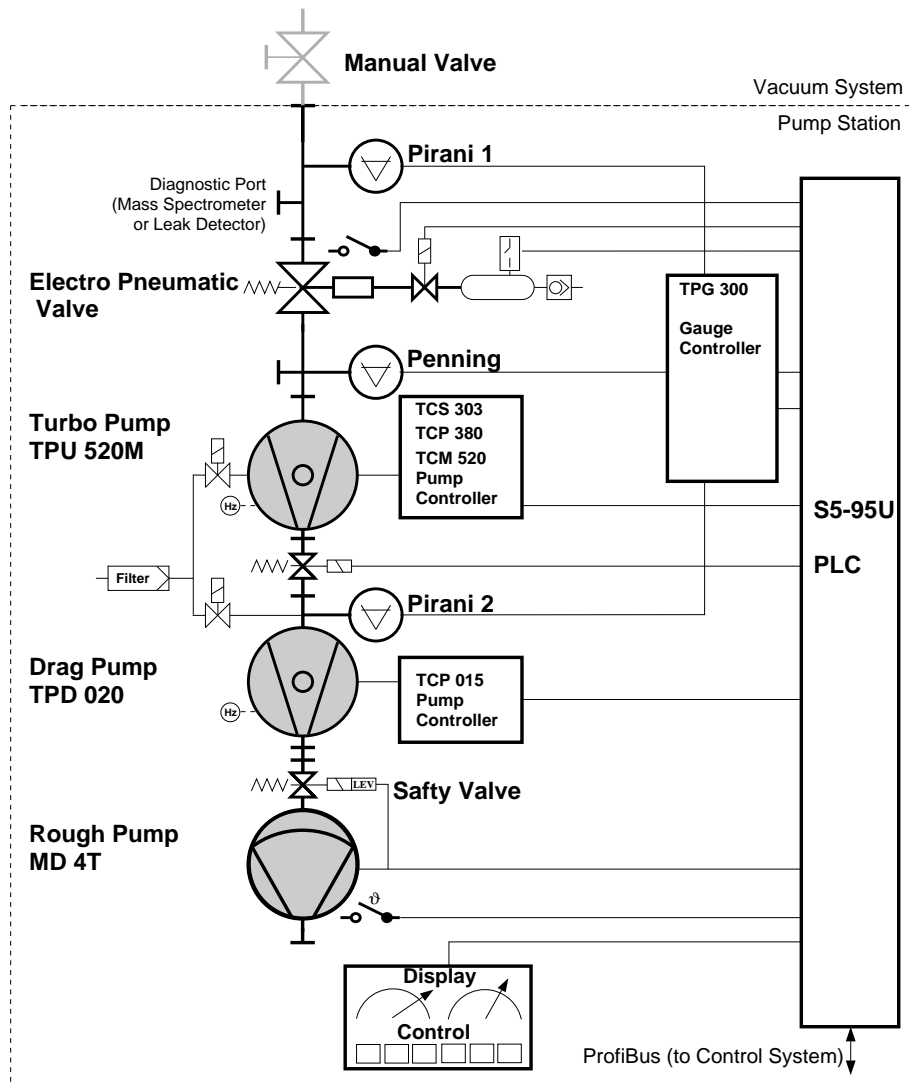 Manual Valve
Vacuum System
Pump Station
Pirani 1
Diagnostic Port
(Mass Spectrometer
or Leak Detector)
Electro Pneumatic
Valve
TPG 300
Gauge
Controller
Penning
Turbo Pump
TPU 520M
TCS 303
TCP 380
TCM 520
Pump
Controller
Hz
S5-95U
PLC
Filter
Pirani 2
Drag Pump
TPD 020
TCP 015
Pump
Controller
Hz
LEV
Safty Valve
Rough Pump
MD 4T
ϑ
Display
Control
ProfiBus (to Control System)